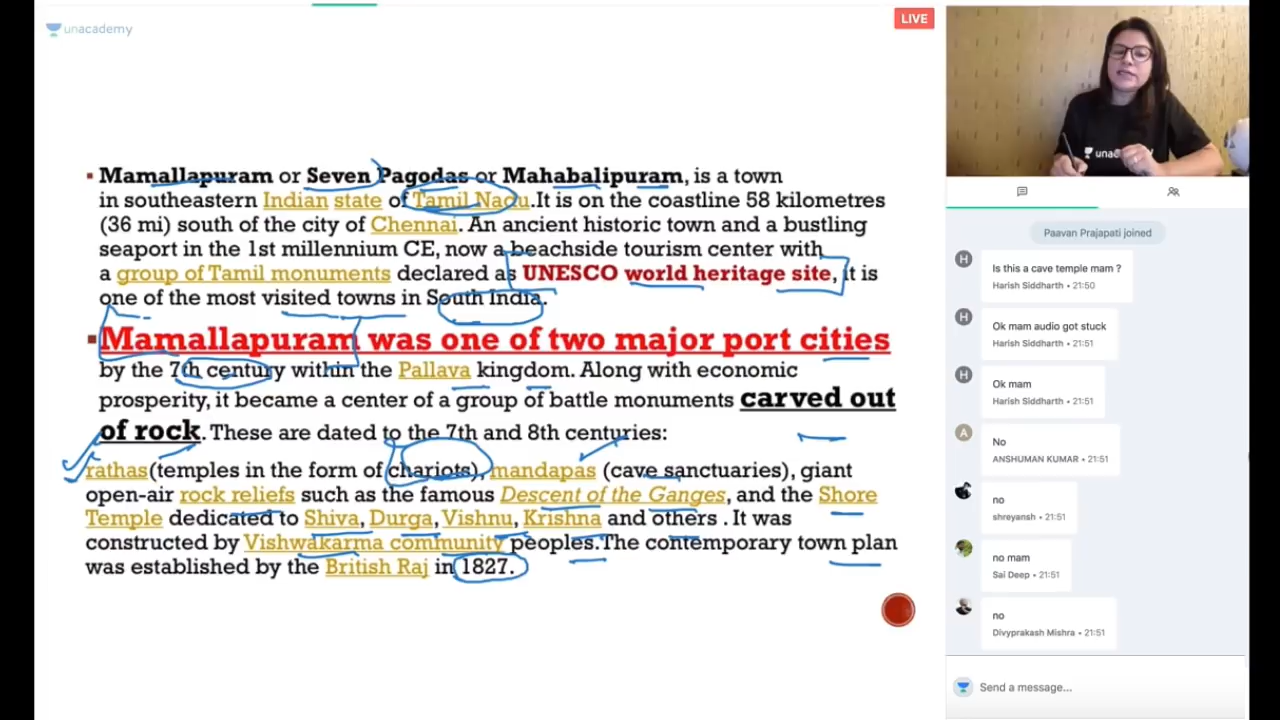 unacademy
LIVE
▪ Mamallapuram or Seven Pagodas or Mahabalipuram, is a town
in southeastern Indian state of Tamil Nadu.It is on the coastline 58 kilometres
(36 mi) south of the city of Chennai. An ancient historic town and a bustling
seaport in the 1st millennium CE, now a beachside tourism center with
a group of Tamil monuments declared as UNESCO world heritage site, it is
one of the most visited towns in South India.
▪ Mamallapuram was one of two major port cities
by the 7th century within the Pallava kingdom. Along with economic
prosperity, it became a center of a group of battle monuments carved out
of rock. These are dated to the 7th and 8th centuries:
rathas(temples in the form of chariots), mandapas (cave sanctuaries), giant
open-air rock reliefs such as the famous Descent of the Ganges, and the Shore
Temple dedicated to Shiva, Durga, Vishnu, Krishna and others . It was
constructed by Vishwakarma community peoples.The contemporary town plan
was established by the British Raj in 1827.
unac
Paavan Prajapati joined
H
Is this a cave temple mam ?
Harish Siddharth • 21:50
H
Ok mam audio got stuck
Harish Siddharth • 21:51
H
Ok mam
Harish Siddharth • 21:51
A
No
ANSHUMAN KUMAR • 21:51
no
shreyansh • 21:51
no mam
Sai Deep • 21:51
no
Divyprakash Mishra • 21:51
Send a message...